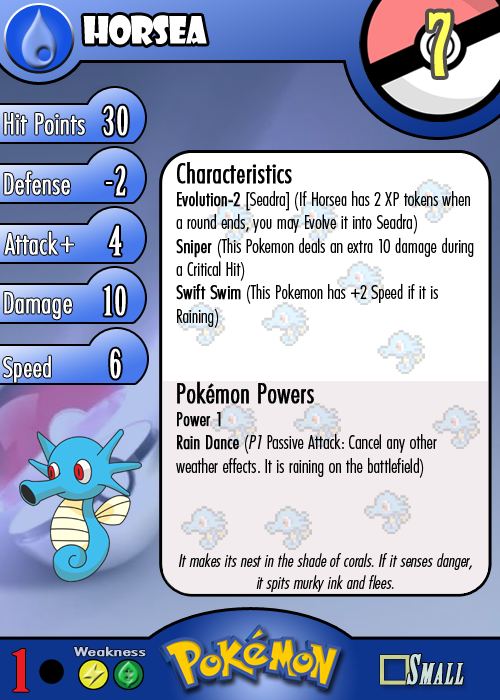 HORSEA
7
Hit Points 30
Defense -2
Attack+ 4
Damage 10
Speed 6
Characteristics
Evolution-2 [Seadra] (If Horsea has 2 XP tokens when
a round ends, you may Evolve it into Seadra)
Sniper (This Pokemon deals an extra 10 damage during
a Critical Hit)
Swift Swim (This Pokemon has +2 Speed if it is
Raining)
Pokémon Powers
Power 1
Rain Dance (P1 Passive Attack: Cancel any other
weather effects. It is raining on the battlefield)
It makes its nest in the shade of corals. If it senses danger,
it spits murky ink and flees.
1
Weakness
POKéMON
SMALL